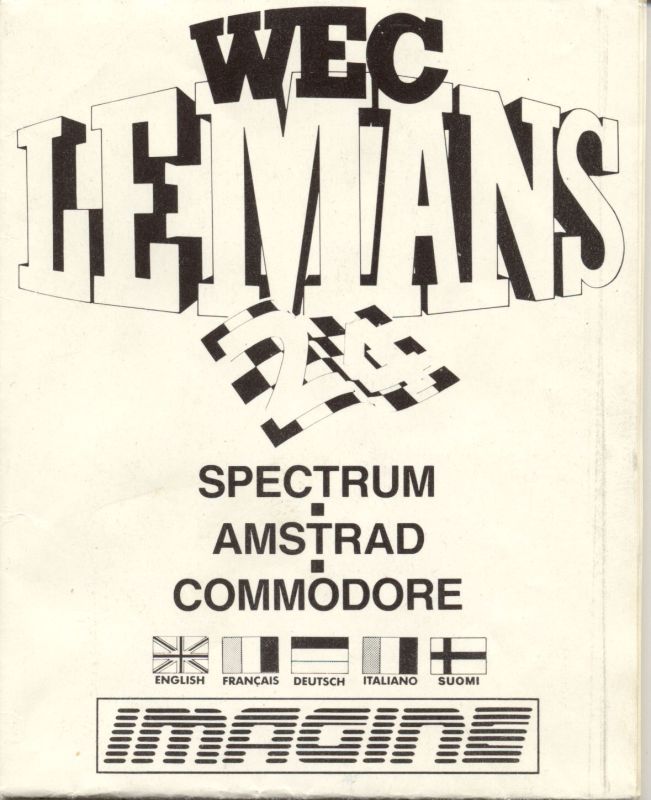 WEC
LE MANS
24
SPECTRUM
AMSTRAD
COMMODORE
ENGLISH FRANÇAIS DEUTSCH ITALIANO SUOMI
IMAGINE